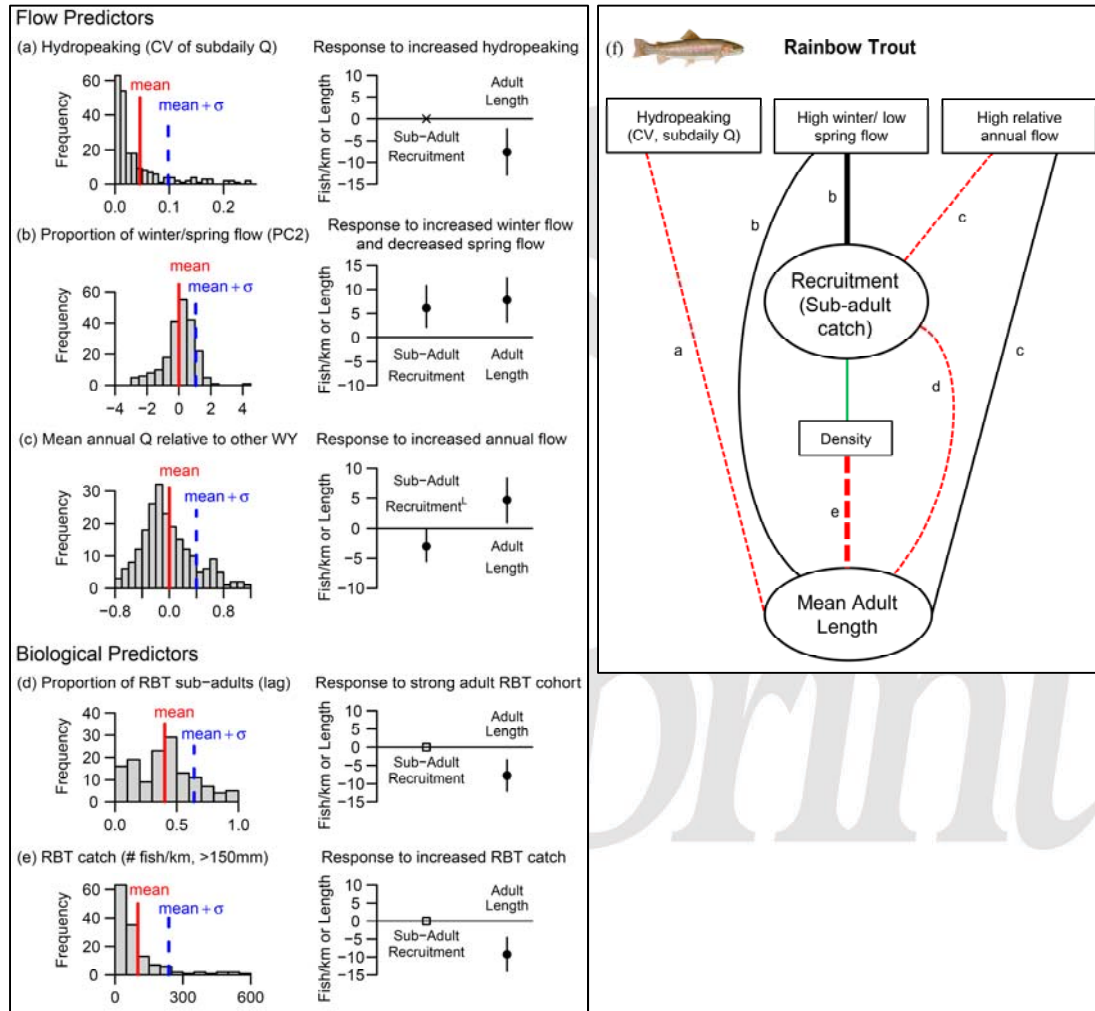 Flow Predictors
(a) Hydropeaking (CV of subdaily Q)
Frequency
60
40
20
0
mean
mean + σ
0.0
0.1
0.2
Response to increased hydropeaking
Fish/km or Length
10
5
0
−5
−10
−15
Adult
Length
Sub−Adult
Recruitment
(b) Proportion of winter/spring flow (PC2)
Frequency
60
40
20
0
mean
mean + σ
−4
−2
0
2
4
Response to increased winter flow
and decreased spring flow
Fish/km or Length
15
10
5
0
−5
−10
Sub−Adult
Recruitment
Adult
Length
(c) Mean annual Q relative to other WY
Frequency
30
20
10
0
mean
mean + σ
−0.8
0.0
0.8
Response to increased annual flow
Fish/km or Length
10
5
0
−5
−10
Sub−Adult
Recruitment^L
Adult
Length
Biological Predictors
(d) Proportion of RBT sub−adults (lag)
Frequency
40
30
20
10
0
mean
mean + σ
0.0
0.5
1.0
Response to strong adult RBT cohort
Fish/km or Length
10
5
0
−5
−10
−15
Adult
Length
Sub−Adult
Recruitment
(e) RBT catch (# fish/km, >150mm)
Frequency
60
40
20
0
mean
mean + σ
0
300
600
Response to increased RBT catch
Fish/km or Length
10
5
0
−5
−10
−15
Adult
Length
Sub−Adult
Recruitment
(f)
Rainbow Trout
Hydropeaking
(CV, subdaily Q)
High winter/ low
spring flow
High relative
annual flow
b
b
c
Recruitment
(Sub-adult
catch)
a
c
d
Density
e
Mean Adult
Length